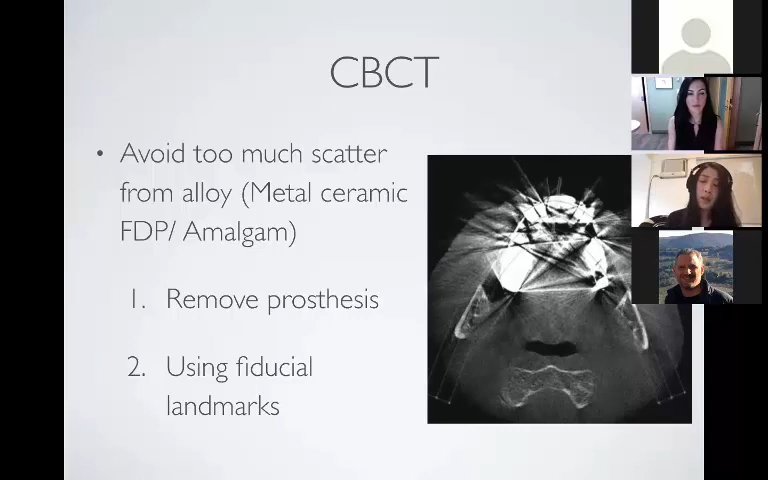 CBCT
• Avoid too much scatter
from alloy (Metal ceramic
FDP/ Amalgam)
1. Remove prosthesis
2. Using fiducial
landmarks